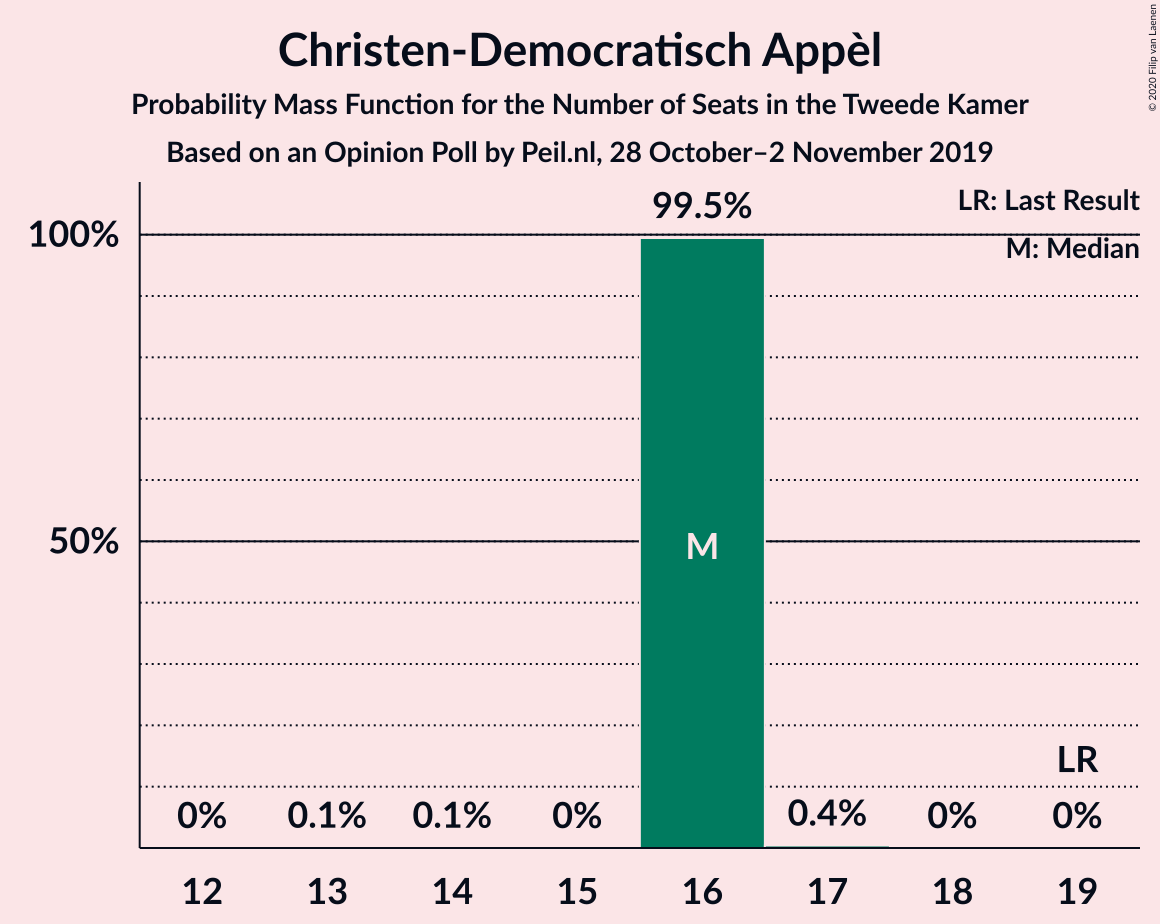 Christen-Democratisch Appèl
Probability Mass Function for the Number of Seats in the Tweede Kamer
Based on an Opinion Poll by Peil.nl, 28 October–2 November 2019
© 2020 Filip van Laenen
LR: Last Result
M: Median
99.5%
100%
50%
M
LR
0% 0.1% 0.1% 0% 0.4% 0% 0%
12 13 14 15 16 17 18 19